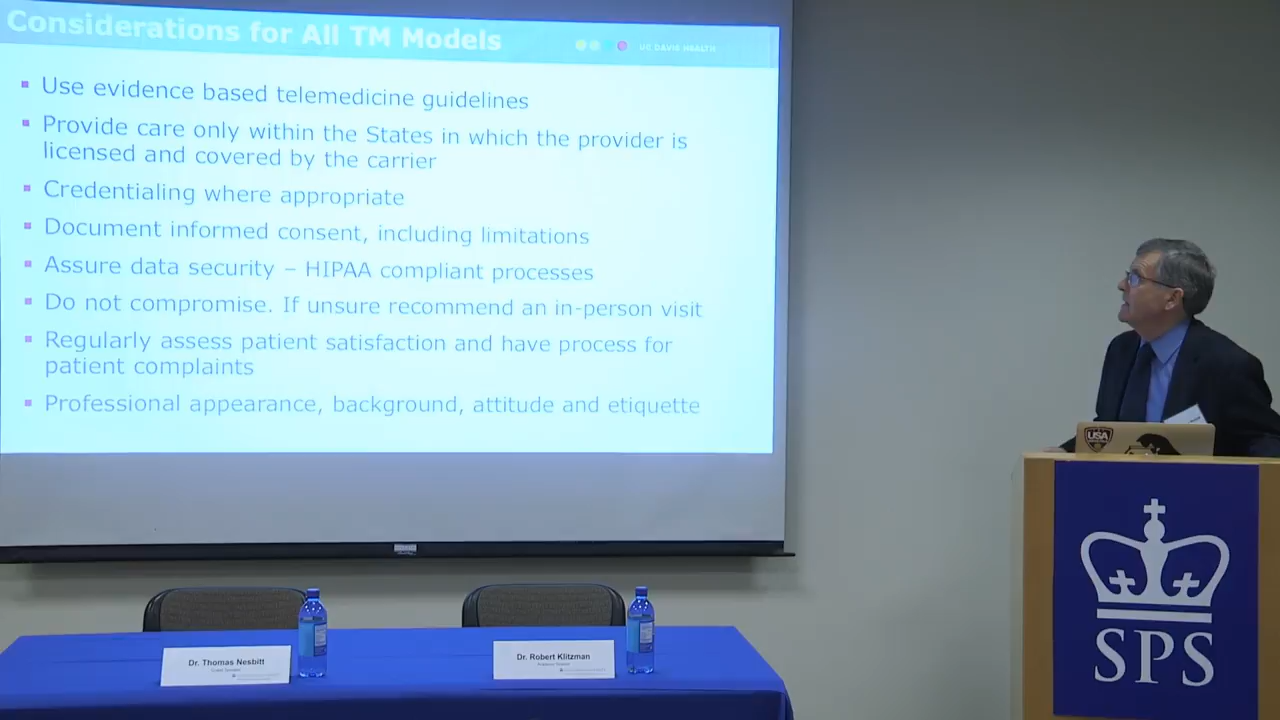 Considerations for All TM Models
UC DAVIS HEALTH
Use evidence based telemedicine guidelines
Provide care only within the States in which the provider is
licensed and covered by the carrier
Credentialing where appropriate
Document informed consent, including limitations
Assure data security – HIPAA compliant processes
Do not compromise. If unsure recommend an in-person visit
Regularly assess patient satisfaction and have process for
patient complaints
Professional appearance, background, attitude and etiquette
USA
Dr. Thomas Nesbitt
Dr. Robert Klitzman
SPS